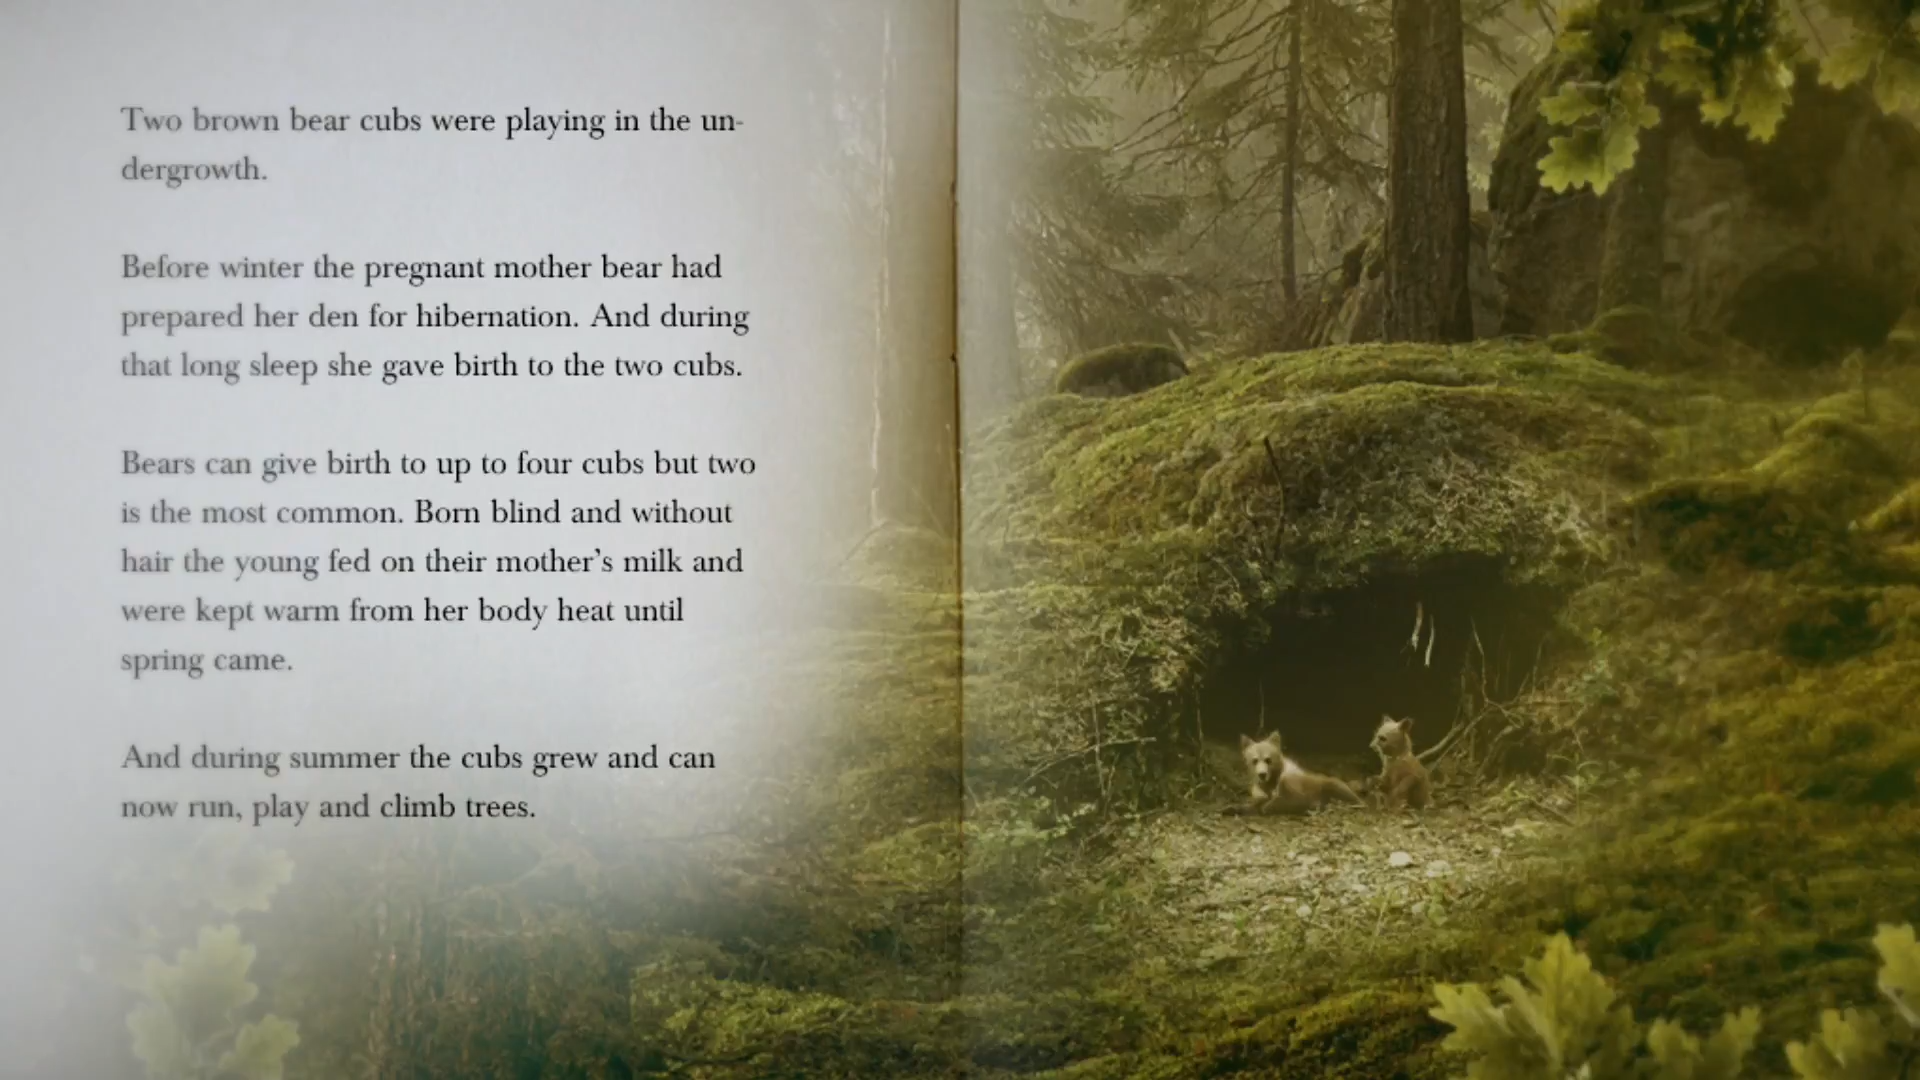 Two brown bear cubs were playing in the un-
dergrowth.
Before winter the pregnant mother bear had
prepared her den for hibernation. And during
that long sleep she gave birth to the two cubs.
Bears can give birth to up to four cubs but two
is the most common. Born blind and without
hair the young fed on their mother’s milk and
were kept warm from her body heat until
spring came.
And during summer the cubs grew and can
now run, play and climb trees.